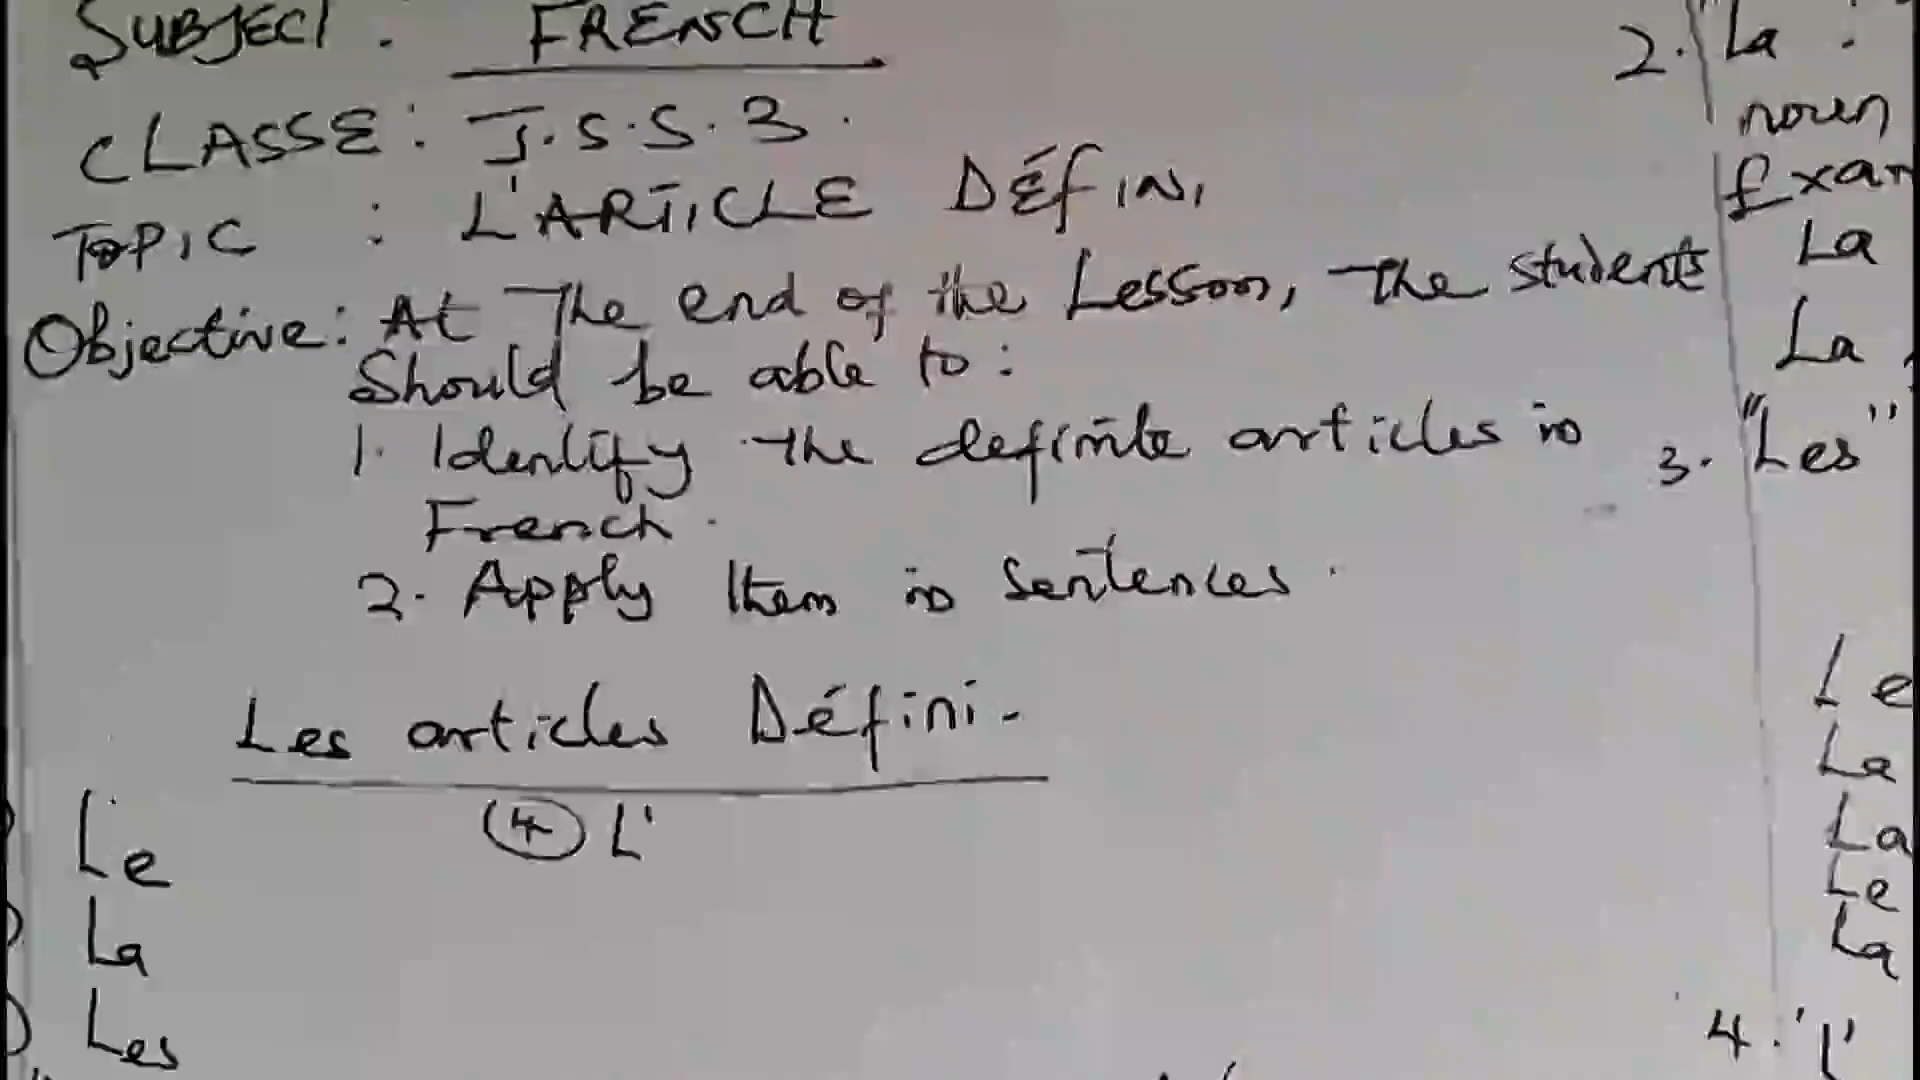 SUBJECT: FRENCH
CLASSE: J.S.S.3.
TOPIC : L'ARTICLE DÉfINI
Objective: At The end of the Lesson, The students
Should be able to:
1. Identify the definite articles in
French.
2. Apply them in Sentences.
Les articles Défini.
Le
④ L'
La
Les
2. "La
noun
Exam
La
La
3. "Les"
Le
La
La
Le
La
4. 'L'